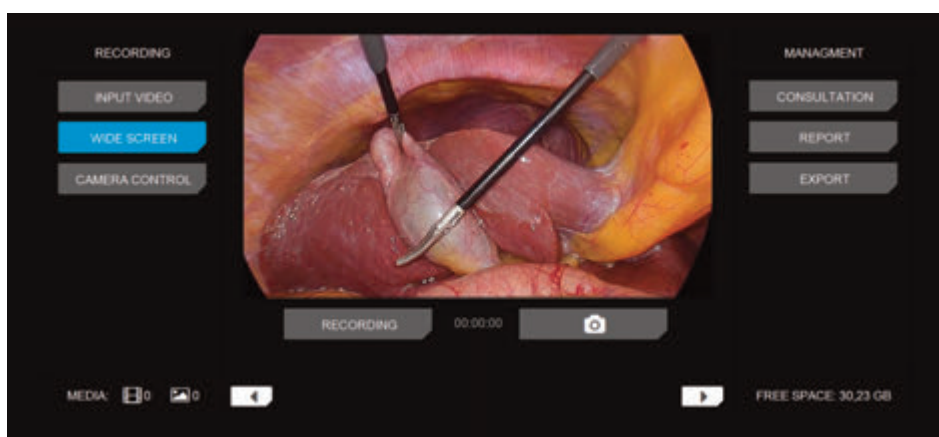 RECORDING
INPUT VIDEO
WIDE SCREEN
CAMERA CONTROL
MANAGMENT
CONSULTATION
REPORT
EXPORT
RECORDING 00:00:00
MEDIA: 0 0
FREE SPACE: 30,23 GB